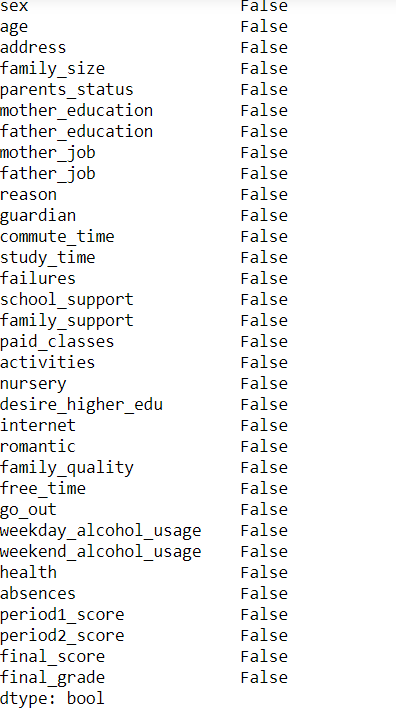 sex False
age False
address False
family_size False
parents_status False
mother_education False
father_education False
mother_job False
father_job False
reason False
guardian False
commute_time False
study_time False
failures False
school_support False
family_support False
paid_classes False
activities False
nursery False
desire_higher_edu False
internet False
romantic False
family_quality False
free_time False
go_out False
weekday_alcohol_usage False
weekend_alcohol_usage False
health False
absences False
period1_score False
period2_score False
final_score False
final_grade False
dtype: bool